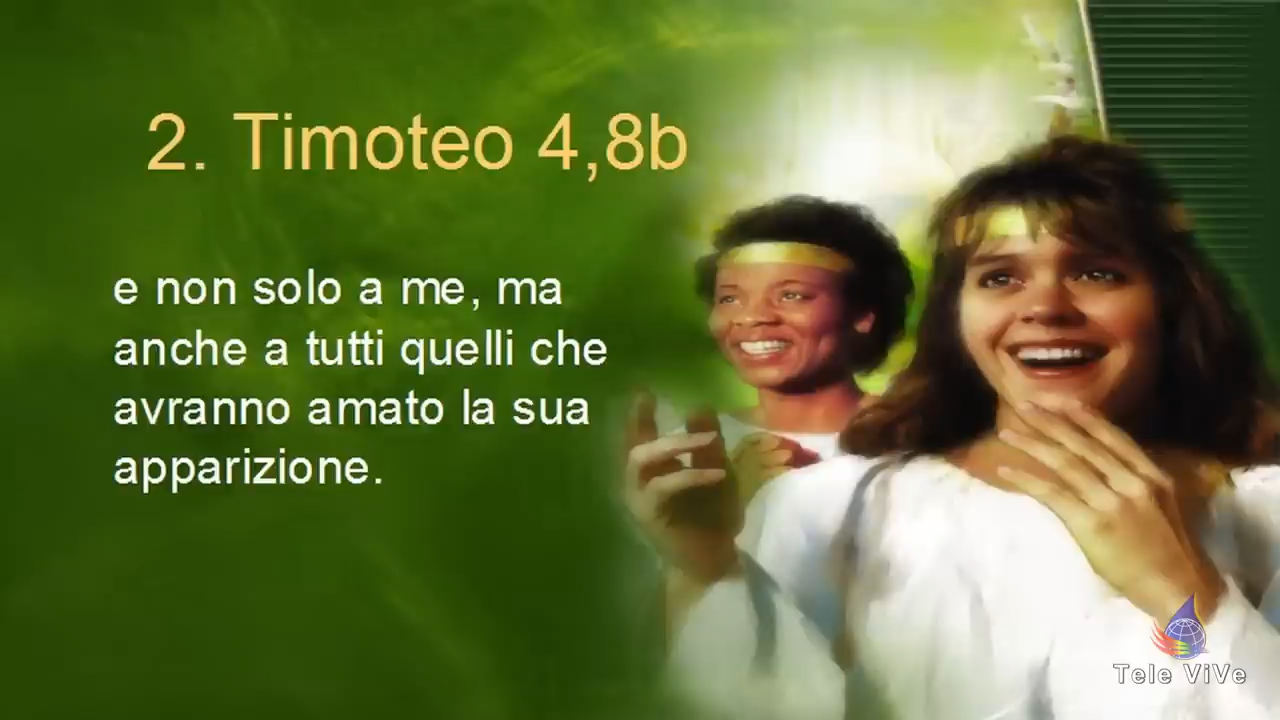 2. Timoteo 4,8b
e non solo a me, ma
anche a tutti quelli che
avranno amato la sua
apparizione.
Tele ViVe